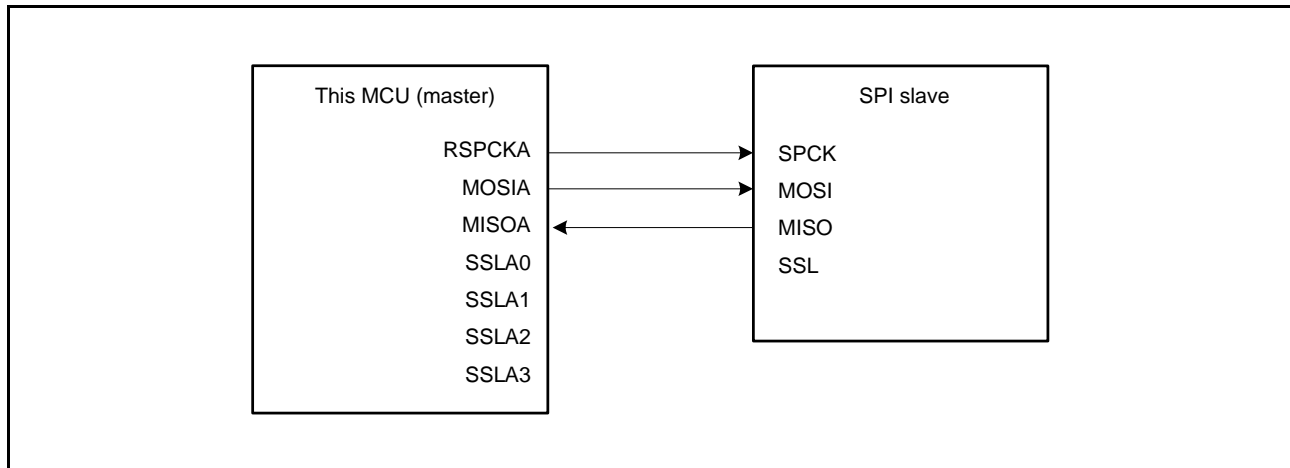 This MCU (master)
RSPCKA
MOSIA
MISOA
SSLA0
SSLA1
SSLA2
SSLA3
SPI slave
SPCK
MOSI
MISO
SSL